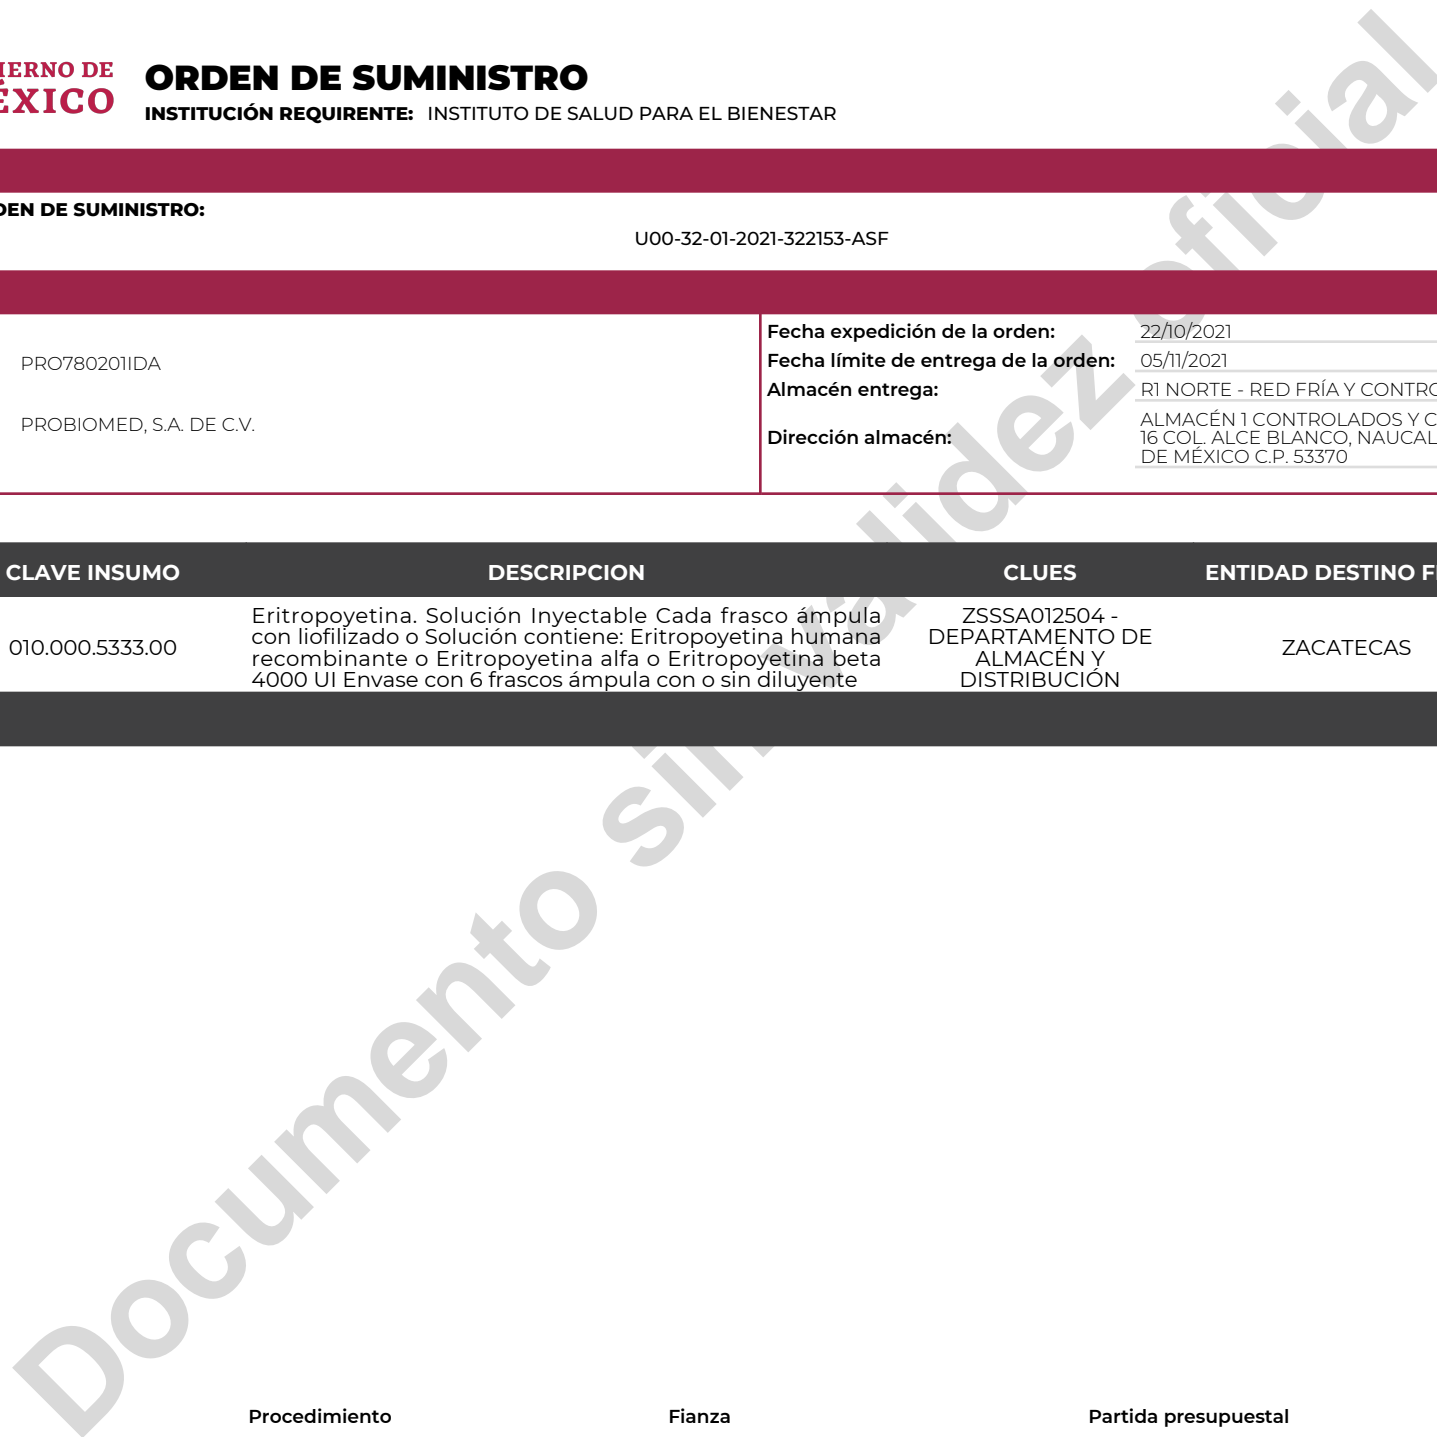 IERNO DE
ÉXICO
ORDEN DE SUMINISTRO
INSTITUCIÓN REQUIRENTE: INSTITUTO DE SALUD PARA EL BIENESTAR
DEN DE SUMINISTRO:
U00-32-01-2021-322153-ASF
PRO780201IDA
PROBIOMED, S.A. DE C.V.
Fecha expedición de la orden: 22/10/2021
Fecha límite de entrega de la orden: 05/11/2021
Almacén entrega: R1 NORTE - RED FRÍA Y CONTRO
Dirección almacén: ALMACÉN 1 CONTROLADOS Y C
16 COL. ALCE BLANCO, NAUCAL
DE MÉXICO C.P. 53370
CLAVE INSUMO DESCRIPCION CLUES ENTIDAD DESTINO F
010.000.5333.00
Eritropoyetina. Solución Inyectable Cada frasco ámpula
con liofilizado o Solución contiene: Eritropoyetina humana
recombinante o Eritropoyetina alfa o Eritropoyetina beta
4000 UI Envase con 6 frascos ámpula con o sin diluyente
ZSSSA012504 -
DEPARTAMENTO DE
ALMACÉN Y
DISTRIBUCIÓN
ZACATECAS
Documento sin validez oficial
Procedimiento Fianza Partida presupuestal